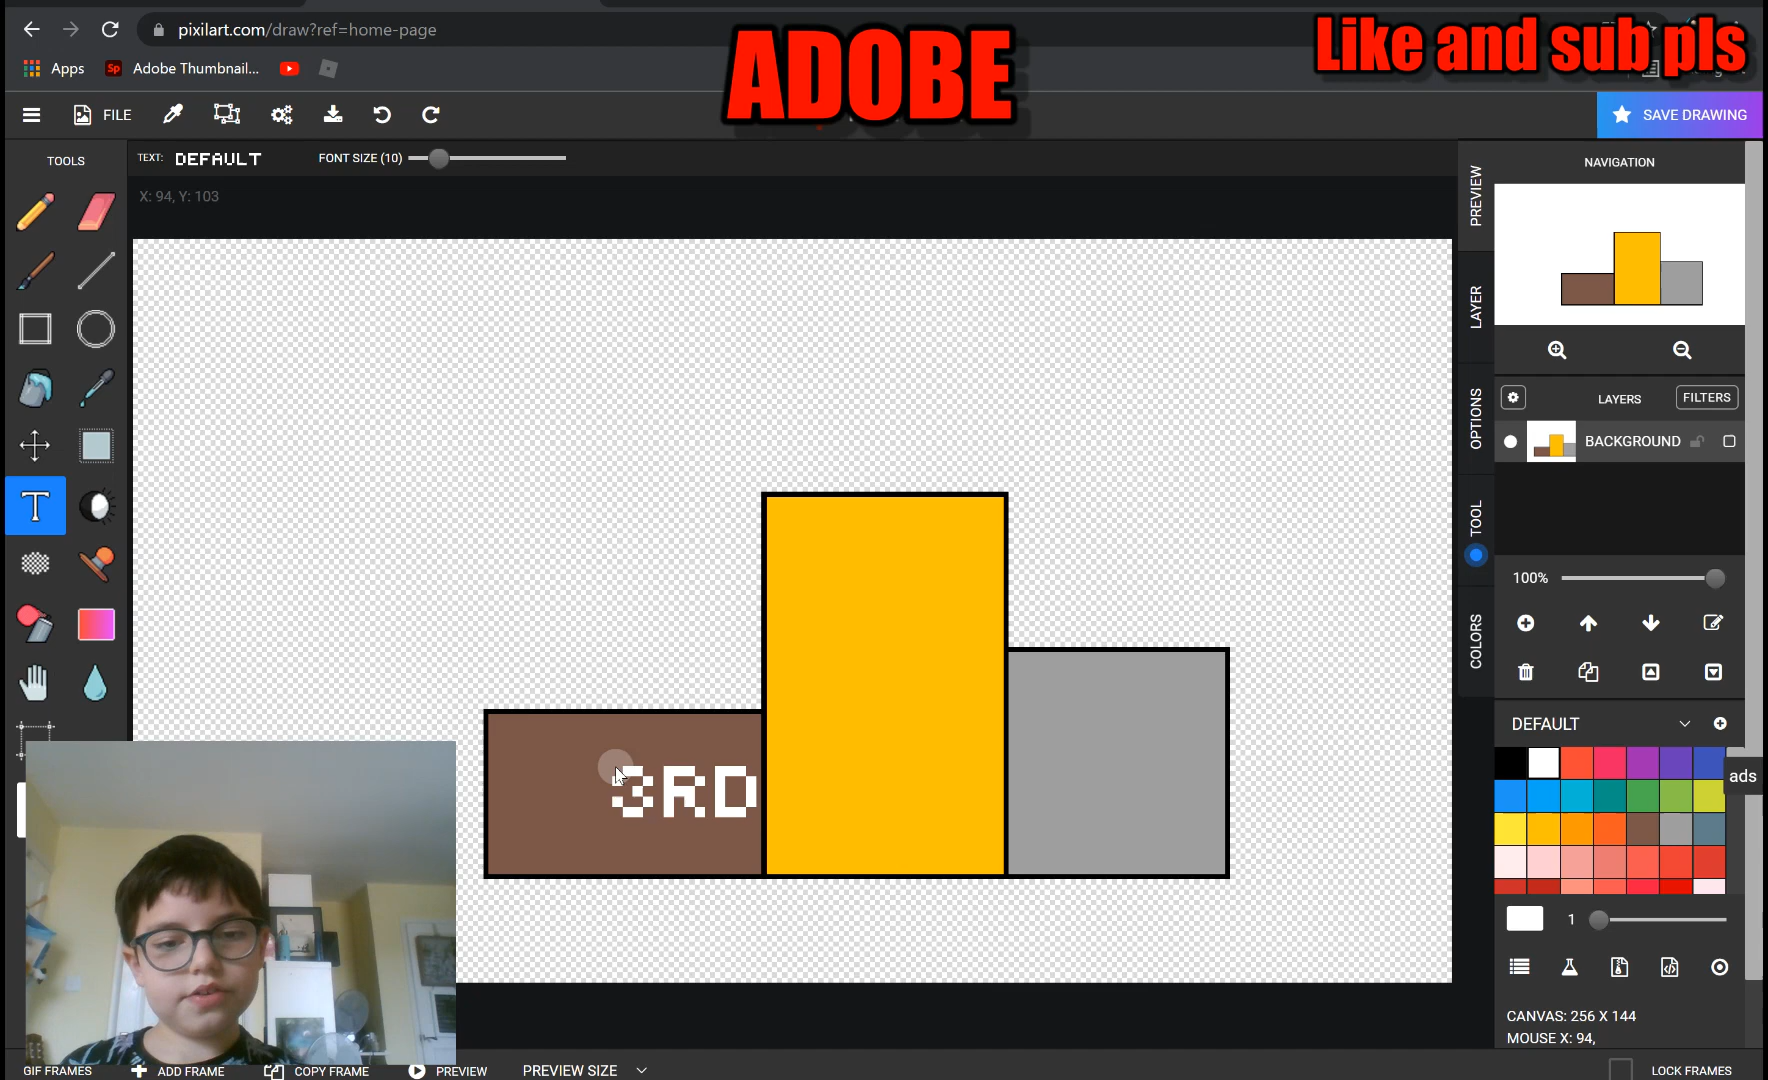 pixilart.com/draw?ref=home-page
ADOBE
Like and sub pls
Apps
Sp
Adobe Thumbnail...
FILE
SAVE DRAWING
TOOLS
TEXT: DEFAULT
FONT SIZE (10)
X: 94, Y: 103
PREVIEW
NAVIGATION
LAYER
OPTIONS
LAYERS
FILTERS
BACKGROUND
TOOL
100%
COLORS
3RD
DEFAULT
ads
1
CANVAS: 256 X 144
MOUSE X: 94,
GIF FRAMES
ADD FRAME
COPY FRAME
PREVIEW
PREVIEW SIZE
LOCK FRAMES